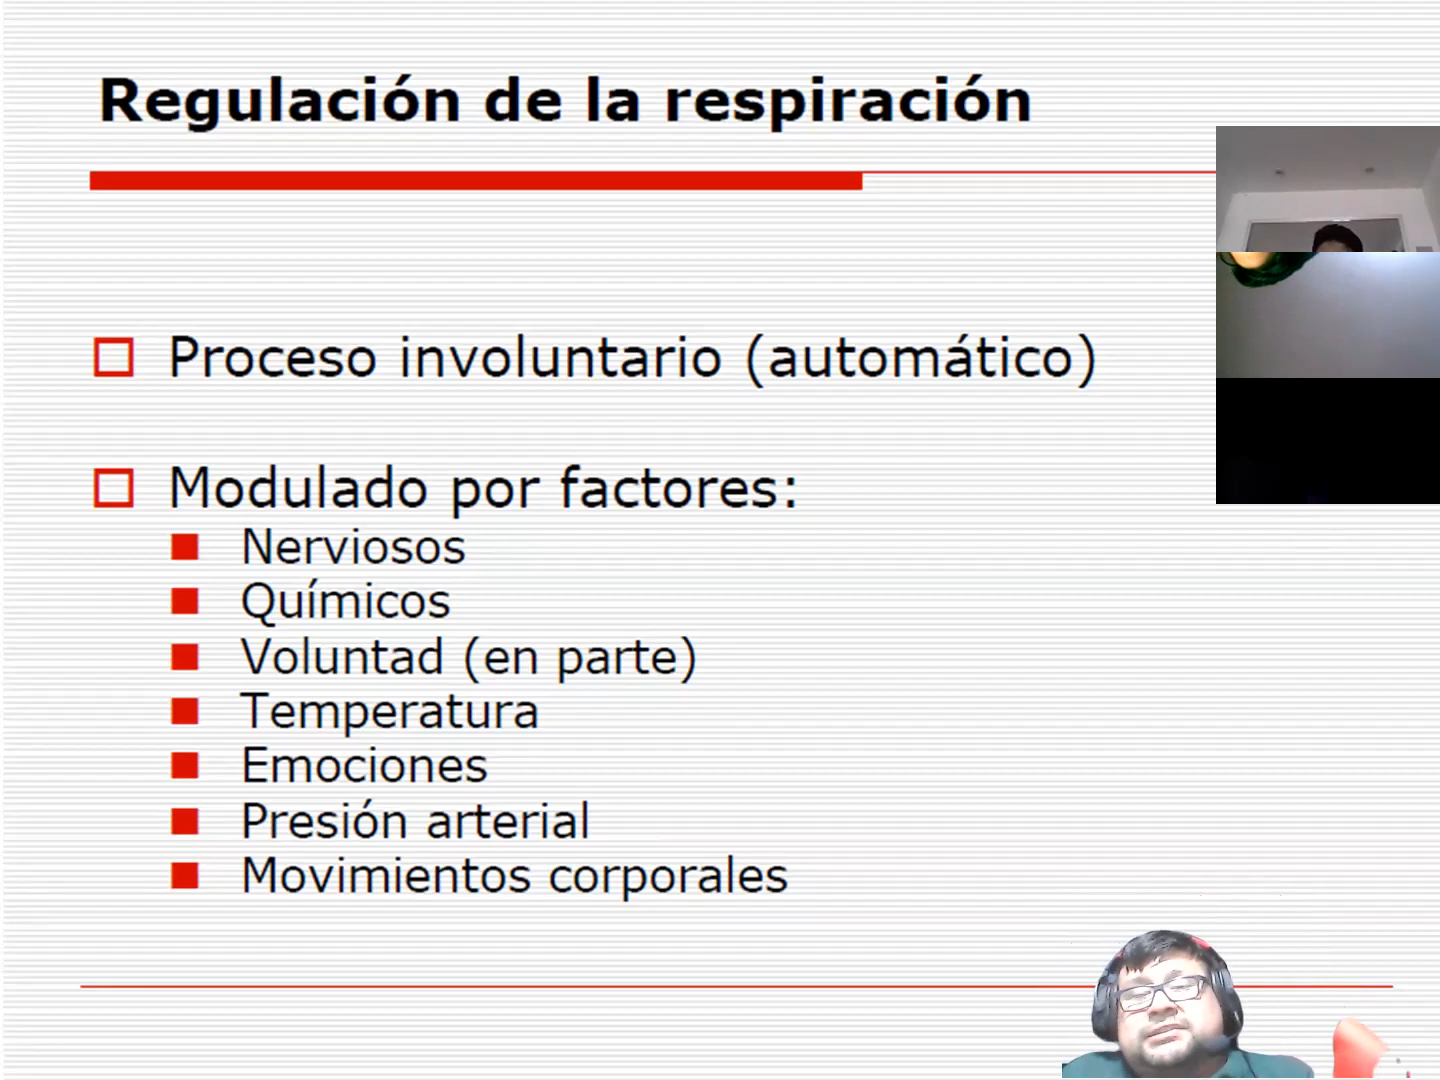 Regulación de la respiración
Proceso involuntario (automático)
Modulado por factores:
Nerviosos
Químicos
Voluntad (en parte)
Temperatura
Emociones
Presión arterial
Movimientos corporales